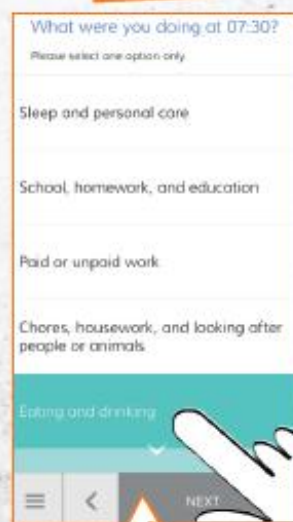 What were you doing at 07:30?
Please select one option only
Sleep and personal care
School, homework, and education
Paid or unpaid work
Chores, housework, and looking after
people or animals
Eating and drinking
NEXT